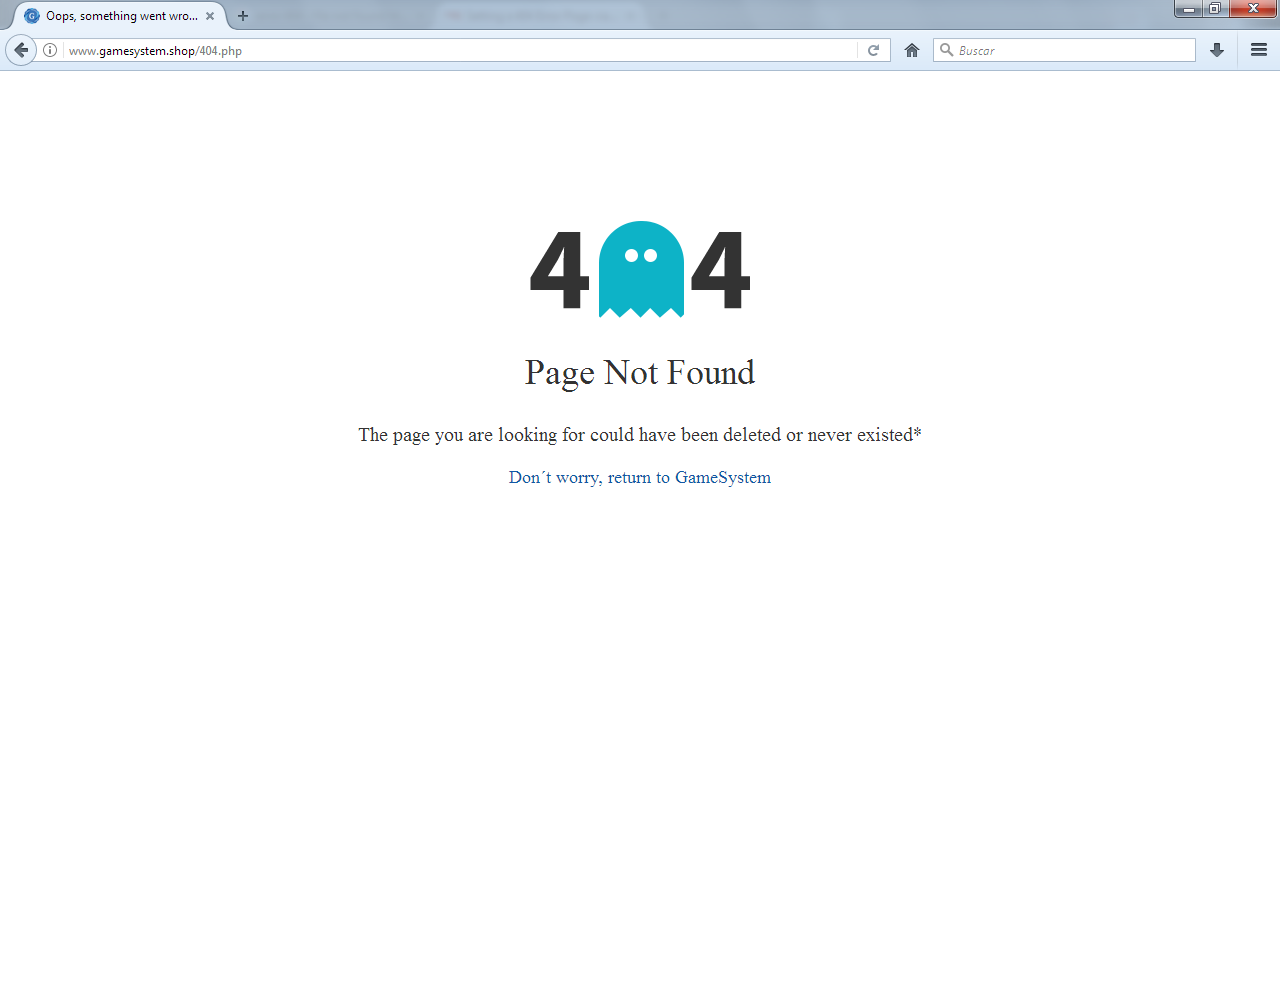 Oops, something went wro...
www.gamesystem.shop/404.php
Buscar
4 4
Page Not Found
The page you are looking for could have been deleted or never existed*
Don´t worry, return to GameSystem